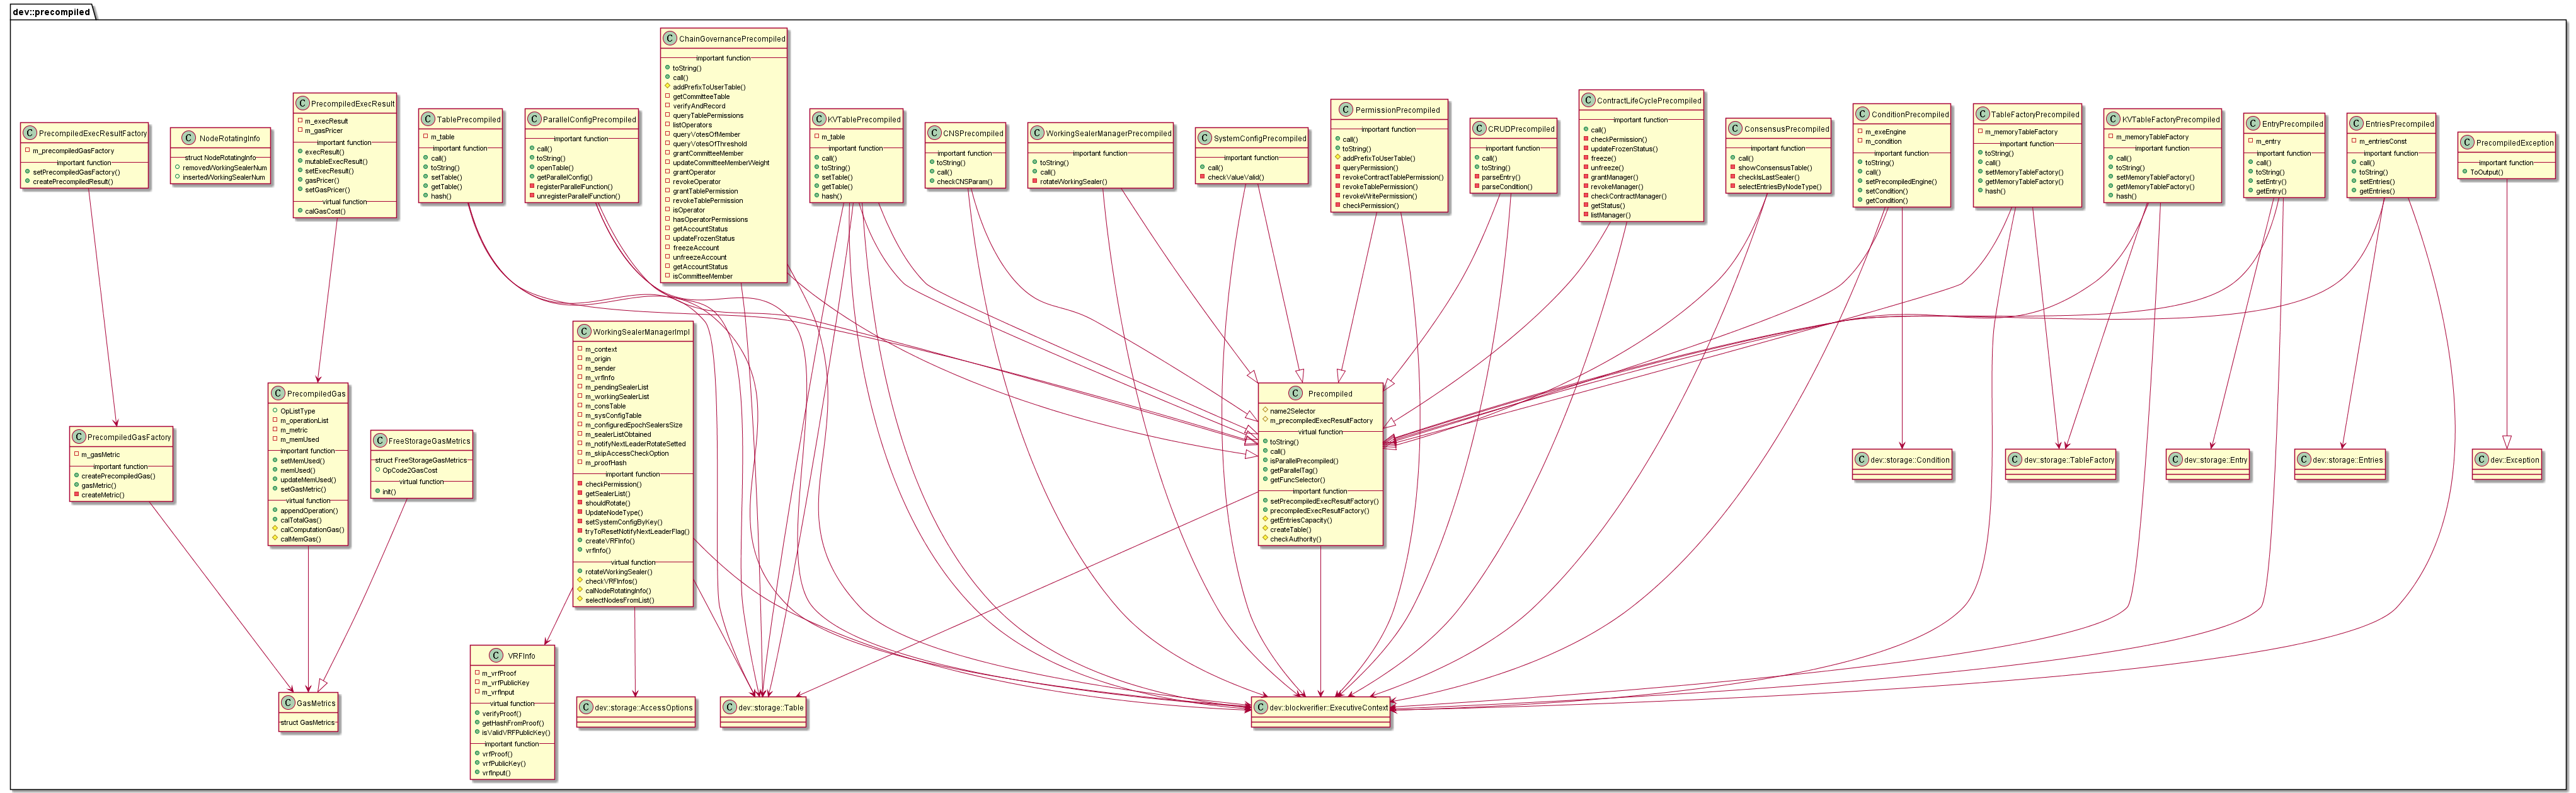 dev::precompiled
C PrecompiledExecResultFactory
m_precompiledGasFactory
important function
setPrecompiledGasFactory()
createPrecompiledResult()
C NodeRotatingInfo
struct NodeRotatingInfo
removedWorkingSealerNum
insertedWorkingSealerNum
C PrecompiledExecResult
m_execResult
m_gasPricer
important function
execResult()
mutableExecResult()
setExecResult()
gasPricer()
setGasPricer()
virtual function
calGasCost()
C TablePrecompiled
m_table
important function
call()
toString()
setTable()
getTable()
hash()
C ParallelConfigPrecompiled
important function
call()
toString()
openTable()
getParallelConfig()
registerParallelFunction()
unregisterParallelFunction()
C ChainGovernancePrecompiled
important function
toString()
call()
addPrefixToUserTable()
getCommitteeTable
verifyAndRecord
queryTablePermissions
listOperators
queryVotesOfMember
queryVotesOfThreshold
grantCommitteeMember
updateCommitteeMemberWeight
grantOperator
revokeOperator
grantTablePermission
revokeTablePermission
isOperator
hasOperatorPermissions
getAccountStatus
updateFrozenStatus
freezeAccount
unfreezeAccount
getAccountStatus
isCommitteeMember
C KVTablePrecompiled
m_table
important function
call()
toString()
setTable()
getTable()
hash()
C CNSPrecompiled
important function
toString()
call()
checkCNSParam()
C WorkingSealerManagerPrecompiled
important function
toString()
call()
rotateWorkingSealer()
C SystemConfigPrecompiled
important function
call()
checkValueValid()
C PermissionPrecompiled
important function
call()
toString()
addPrefixToUserTable()
queryPermission()
revokeContractTablePermission()
revokeTablePermission()
revokeWritePermission()
checkPermission()
C CRUDPrecompiled
important function
call()
toString()
parseEntry()
parseCondition()
C ContractLifeCyclePrecompiled
important function
call()
checkPermission()
updateFrozenStatus()
freeze()
unfreeze()
grantManager()
revokeManager()
checkContractManager()
getStatus()
listManager()
C ConsensusPrecompiled
important function
call()
showConsensusTable()
checkIsLastSealer()
selectEntriesByNodeType()
C ConditionPrecompiled
m_exeEngine
m_condition
important function
toString()
call()
setPrecompiledEngine()
setCondition()
getCondition()
C TableFactoryPrecompiled
m_memoryTableFactory
important function
toString()
call()
setMemoryTableFactory()
getMemoryTableFactory()
hash()
C KVTableFactoryPrecompiled
m_memoryTableFactory
important function
call()
toString()
setMemoryTableFactory()
getMemoryTableFactory()
hash()
C EntryPrecompiled
m_entry
important function
call()
toString()
setEntry()
getEntry()
C EntriesPrecompiled
m_entriesConst
important function
call()
toString()
setEntries()
getEntries()
C PrecompiledException
important function
ToOutput()
C WorkingSealerManagerImpl
m_context
m_origin
m_sender
m_vrfInfo
m_pendingSealerList
m_workingSealerList
m_consTable
m_sysConfigTable
m_configuredEpochSealersSize
m_sealerListObtained
m_notifyNextLeaderRotateSetted
m_skipAccessCheckOption
m_proofHash
important function
checkPermission()
getSealerList()
shouldRotate()
UpdateNodeType()
setSystemConfigByKey()
tryToResetNotifyNextLeaderFlag()
createVRFInfo()
vrfInfo()
virtual function
rotateWorkingSealer()
checkVRFInfos()
calNodeRotatingInfo()
selectNodesFromList()
C PrecompiledGasFactory
m_gasMetric
important function
createPrecompiledGas()
gasMetric()
createMetric()
C PrecompiledGas
OpListType
m_operationList
m_metric
m_memUsed
important function
setMemUsed()
memUsed()
updateMemUsed()
setGasMetric()
virtual function
appendOperation()
calTotalGas()
calComputationGas()
calMemGas()
C FreeStorageGasMetrics
struct FreeStorageGasMetrics
OpCode2GasCost
virtual function
init()
C Precompiled
name2Selector
m_precompiledExecResultFactory
virtual function
toString()
call()
isParallelPrecompiled()
getParallelTag()
getFuncSelector()
important function
setPrecompiledExecResultFactory()
precompiledExecResultFactory()
getEntriesCapacity()
createTable()
checkAuthority()
C dev::storage::Condition
C dev::storage::TableFactory
C dev::storage::Entry
C dev::storage::Entries
C dev::Exception
C GasMetrics
struct GasMetrics
C VRFInfo
m_vrfProof
m_vrfPublicKey
m_vrfInput
virtual function
verifyProof()
getHashFromProof()
isValidVRFPublicKey()
important function
vrfProof()
vrfPublicKey()
vrfInput()
C dev::storage::AccessOptions
C dev::storage::Table
C dev::blockverifier::ExecutiveContext